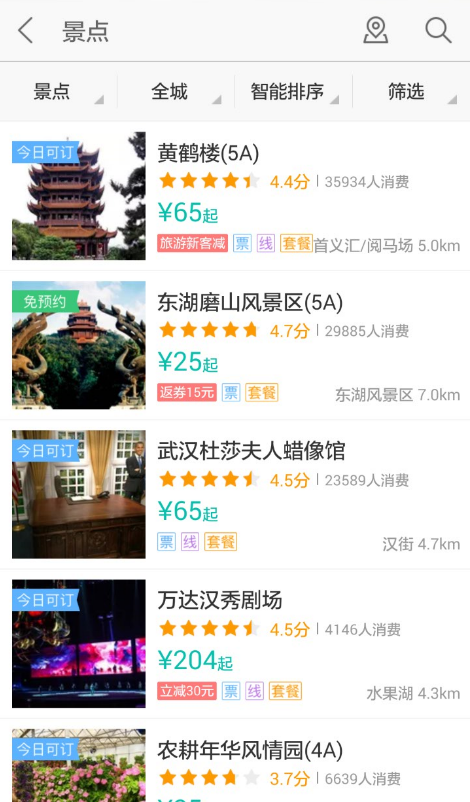 景点
景点 全城 智能排序 筛选
今日可订
黄鹤楼(5A)
4.4分 35934人消费
¥65起
旅游新客减 票 线 套餐 首义汇/阅马场 5.0km
免预约
东湖磨山风景区(5A)
4.7分 29885人消费
¥25起
返券15元 票 套餐 东湖风景区 7.0km
今日可订
武汉杜莎夫人蜡像馆
4.5分 23589人消费
¥65起
票 线 套餐 汉街 4.7km
今日可订
万达汉秀剧场
4.5分 4146人消费
¥204起
立减30元 票 线 套餐 水果湖 4.3km
今日可订
农耕年华风情园(4A)
3.7分 6639人消费